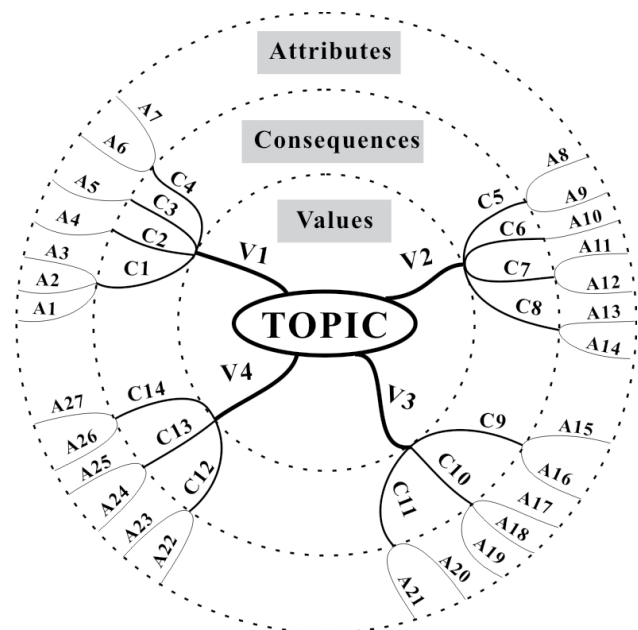 Attributes
Consequences
Values
TOPIC
V1
C1
A1
A2
A3
C2
A4
C3
A5
C4
A6
A7
V2
C5
A8
A9
C6
A10
C7
A11
A12
C8
A13
A14
V3
C9
A15
A16
C10
A17
A18
A19
C11
A20
A21
V4
C12
A22
A23
C13
A24
A25
C14
A26
A27